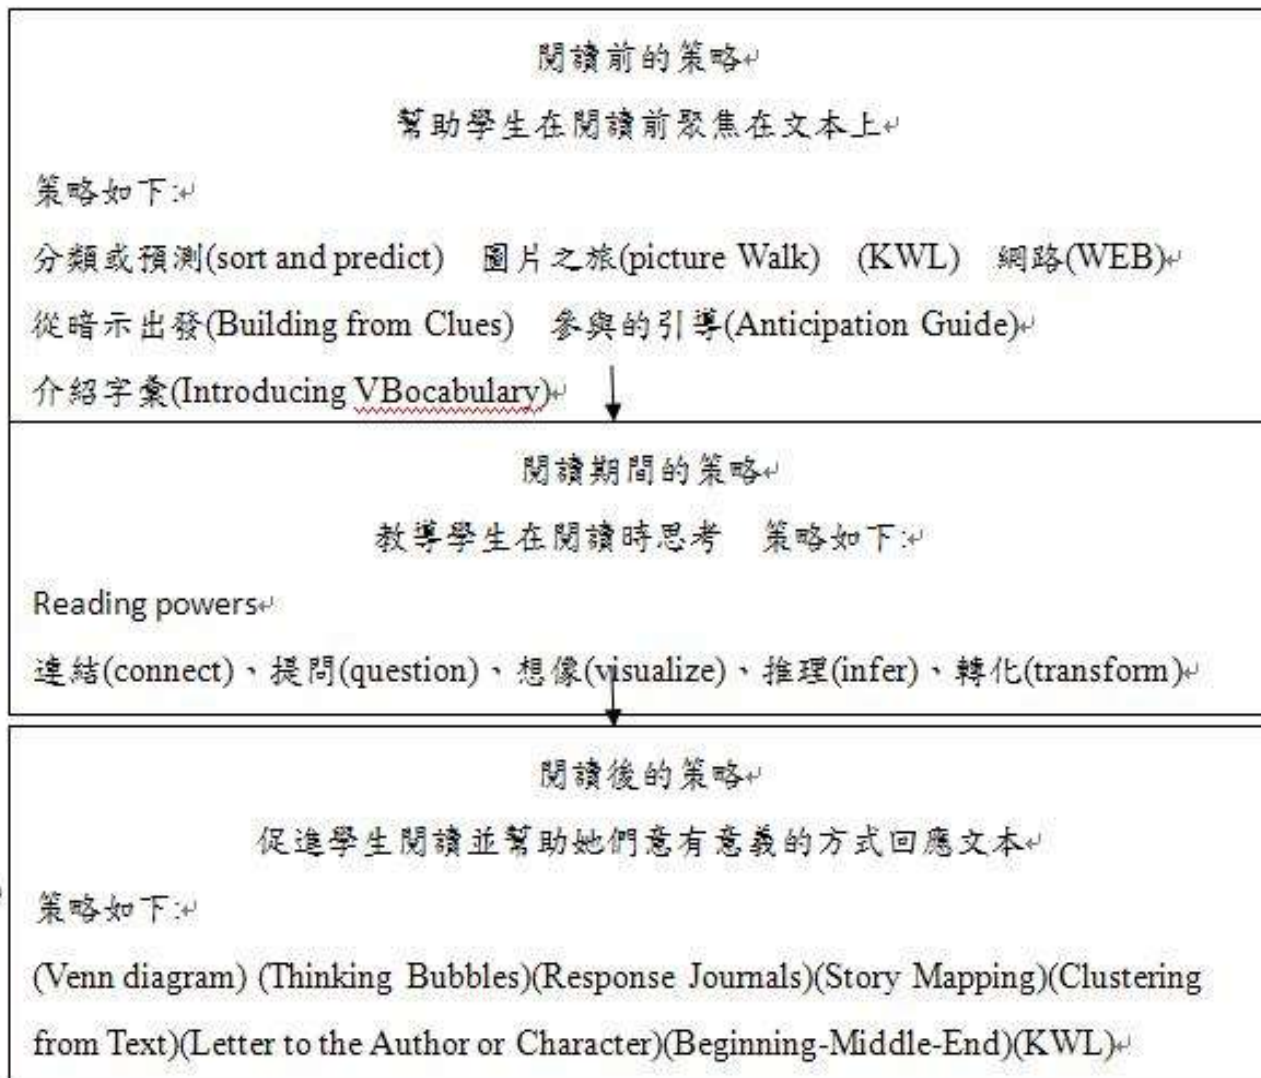 閱讀前的策略
幫助學生在閱讀前聚焦在文本上
策略如下:
分類或預測(sort and predict) 圖片之旅(picture Walk) (KWL) 網路(WEB)
從暗示出發(Building from Clues) 參與的引導(Anticipation Guide)
介紹字彙(Introducing VBocabulary)
閱讀期間的策略
教導學生在閱讀時思考 策略如下:
Reading powers
連結(connect)、提問(question)、想像(visualize)、推理(infer)、轉化(transform)
閱讀後的策略
促進學生閱讀並幫助她們意有意義的方式回應文本
策略如下:
(Venn diagram) (Thinking Bubbles)(Response Journals)(Story Mapping)(Clustering
from Text)(Letter to the Author or Character)(Beginning-Middle-End)(KWL)